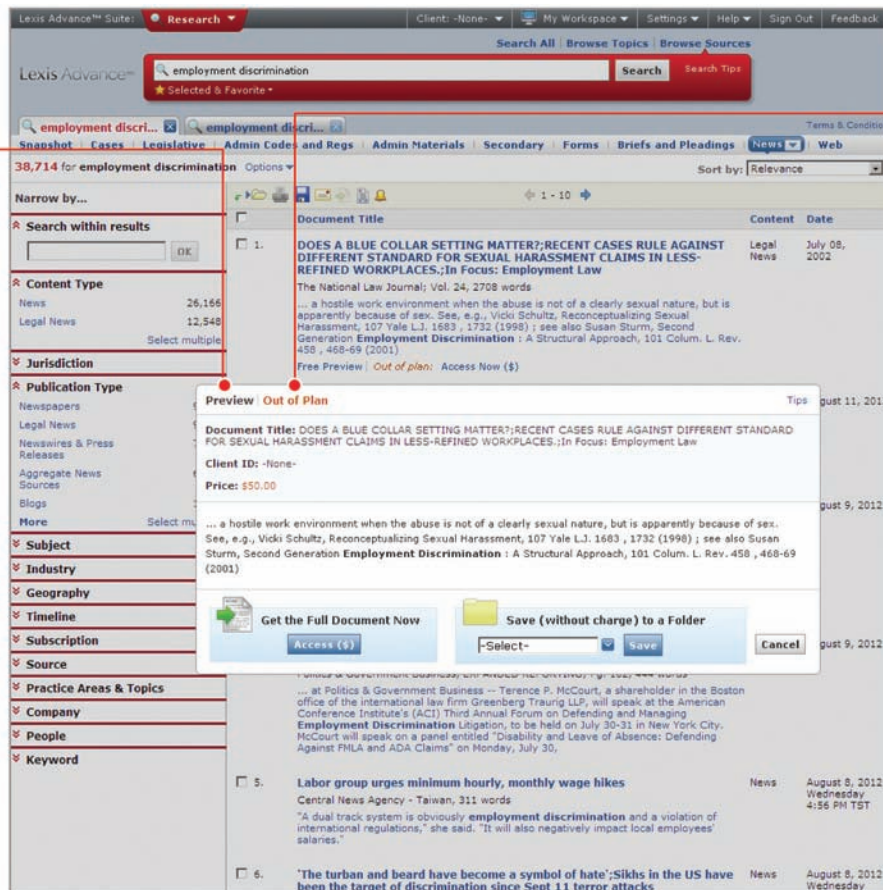 Lexis Advance™ Suite: Research Client: -None- My Workspace Settings Help Sign Out Feedback
Search All | Browse Topics | Browse Sources
Lexis Advance™ employment discrimination Search Search Tips
Selected & Favorite
employment discri... employment discri... Terms & Conditio
Snapshot Cases Legislative Admin Codes and Regs Admin Materials Secondary Forms Briefs and Pleadings News Web
38,714 for employment discrimination Options Sort by: Relevance
Narrow by... 1 - 10
Document Title Content Date
Search within results
OK
1. DOES A BLUE COLLAR SETTING MATTER?;RECENT CASES RULE AGAINST Legal July 08,
DIFFERENT STANDARD FOR SEXUAL HARASSMENT CLAIMS IN LESS- News 2002
REFINED WORKPLACES.;In Focus: Employment Law
The National Law Journal; Vol. 24, 2708 words
... a hostile work environment when the abuse is not of a clearly sexual nature, but is
apparently because of sex. See, e.g., Vicki Schultz, Reconceptualizing Sexual
Harassment, 107 Yale L.J. 1683 , 1732 (1998) ; see also Susan Sturm, Second
Generation Employment Discrimination : A Structural Approach, 101 Colum. L. Rev.
458 , 468-69 (2001)
Free Preview | Out of plan: Access Now ($)
Content Type
News 26,166
Legal News 12,548
Select multiple
Jurisdiction
Publication Type
Newspapers
Legal News
Newswires & Press
Releases
Aggregate News
Sources
Blogs
More Select mu
Subject
Industry
Geography
Timeline
Subscription
Source
Practice Areas & Topics
Company
People
Keyword
Preview | Out of Plan Tips
Document Title: DOES A BLUE COLLAR SETTING MATTER?;RECENT CASES RULE AGAINST DIFFERENT STANDARD
FOR SEXUAL HARASSMENT CLAIMS IN LESS-REFINED WORKPLACES.;In Focus: Employment Law
Client ID: -None-
Price: $50.00
... a hostile work environment when the abuse is not of a clearly sexual nature, but is apparently because of sex.
See, e.g., Vicki Schultz, Reconceptualizing Sexual Harassment, 107 Yale L.J. 1683 , 1732 (1998) ; see also Susan
Sturm, Second Generation Employment Discrimination : A Structural Approach, 101 Colum. L. Rev. 458 , 468-69
(2001)
Get the Full Document Now Save (without charge) to a Folder
Access ($) -Select- Save Cancel
gust 11, 201
gust 9, 2012
gust 9, 2012
... at Politics & Government Business -- Terence P. McCourt, a shareholder in the Boston
office of the international law firm Greenberg Traurig LLP, will speak at the American
Conference Institute's (ACI) Third Annual Forum on Defending and Managing
Employment Discrimination Litigation, to be held on July 30-31 in New York City.
McCourt will speak on a panel entitled "Disability and Leave of Absence: Defending
Against FMLA and ADA Claims" on Monday, July 30,
5. Labor group urges minimum hourly, monthly wage hikes News August 8, 2012
Central News Agency - Taiwan, 311 words Wednesday
4:56 PM TST
"A dual track system is obviously employment discrimination and a violation of
international regulations," she said. "It will also negatively impact local employees'
salaries."
6. 'The turban and beard have become a symbol of hate';Sikhs in the US have News August 8, 2012
been the target of discrimination since Sept 11 terror attacks Wednesday